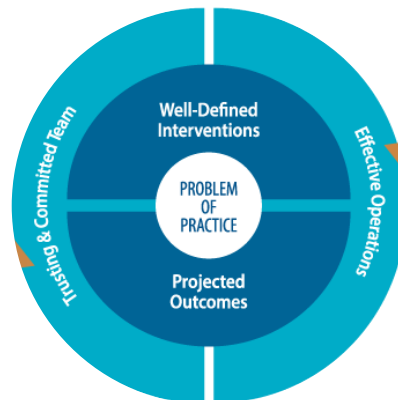 Well-Defined
Interventions
Trusting & Committed Team
PROBLEM
OF
PRACTICE
Effective Operations
Projected
Outcomes